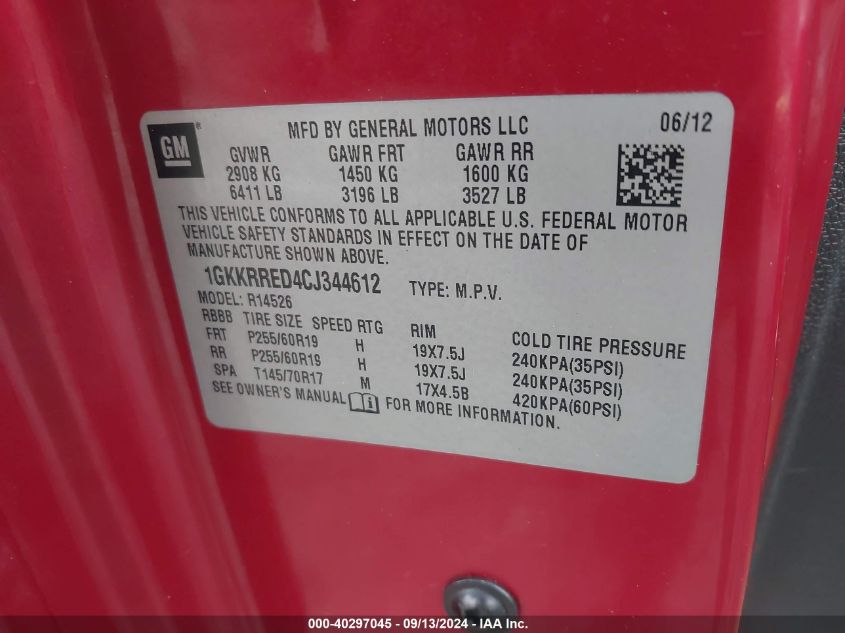 GM ®
MFD BY GENERAL MOTORS LLC 06/12
GVWR GAWR FRT GAWR RR
2908 KG 1450 KG 1600 KG
6411 LB 3196 LB 3527 LB
THIS VEHICLE CONFORMS TO ALL APPLICABLE U.S. FEDERAL MOTOR
VEHICLE SAFETY STANDARDS IN EFFECT ON THE DATE OF
MANUFACTURE SHOWN ABOVE.
1GKKRRED4CJ344612 TYPE: M.P.V.
MODEL: R14526
RBBB TIRE SIZE SPEED RTG RIM COLD TIRE PRESSURE
FRT P255/60R19 H 19X7.5J 240KPA(35PSI)
RR P255/60R19 H 19X7.5J 240KPA(35PSI)
SPA T145/70R17 M 17X4.5B 420KPA(60PSI)
SEE OWNER'S MANUAL FOR MORE INFORMATION.
000-40297045 - 09/13/2024 - IAA Inc.